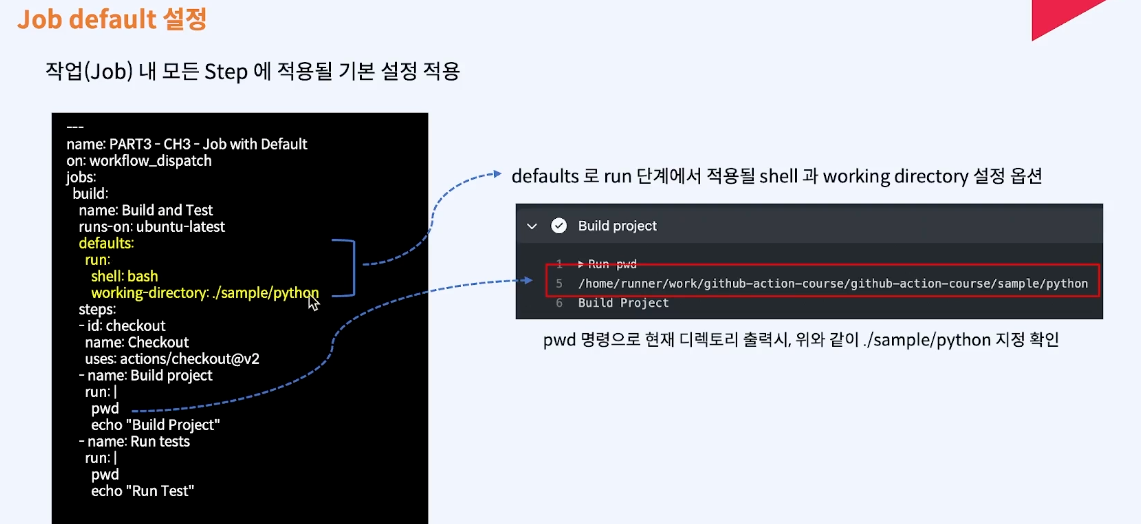 Job default 설정
작업(Job) 내 모든 Step 에 적용될 기본 설정 적용
---
name: PART3 - CH3 - Job with Default
on: workflow_dispatch
jobs:
build:
name: Build and Test
runs-on: ubuntu-latest
defaults:
run:
shell: bash
working-directory: ./sample/python
steps:
- id: checkout
name: Checkout
uses: actions/checkout@v2
- name: Build project
run: |
pwd
echo "Build Project"
- name: Run tests
run: |
pwd
echo "Run Test"
defaults 로 run 단계에서 적용될 shell 과 working directory 설정 옵션
Build project
1 Run pwd
5 /home/runner/work/github-action-course/github-action-course/sample/python
6 Build Project
pwd 명령으로 현재 디렉토리 출력시, 위와 같이 ./sample/python 지정 확인